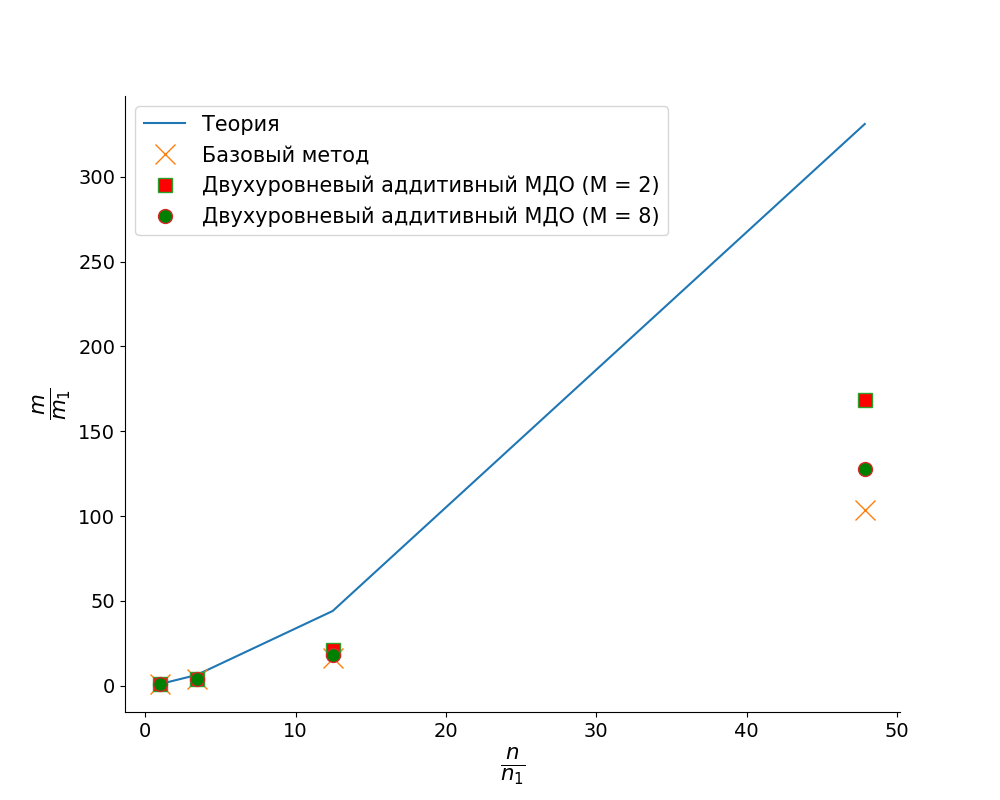 Теория
Базовый метод
Двухуровневый аддитивный МДО (M = 2)
Двухуровневый аддитивный МДО (M = 8)
300
250
200
150
100
50
0
m
m1
0 10 20 30 40 50
n
n1